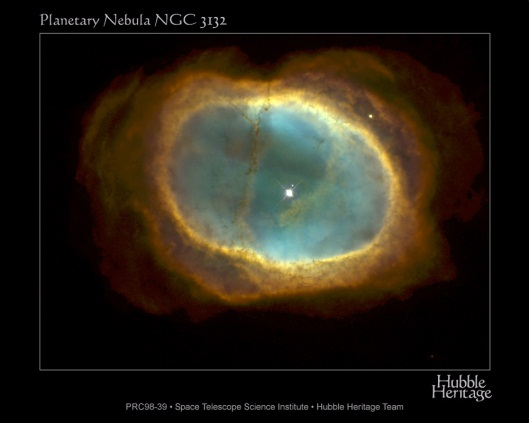 Planetary Nebula NGC 3132
Hubble
Heritage
PRC98-39 • Space Telescope Science Institute • Hubble Heritage Team